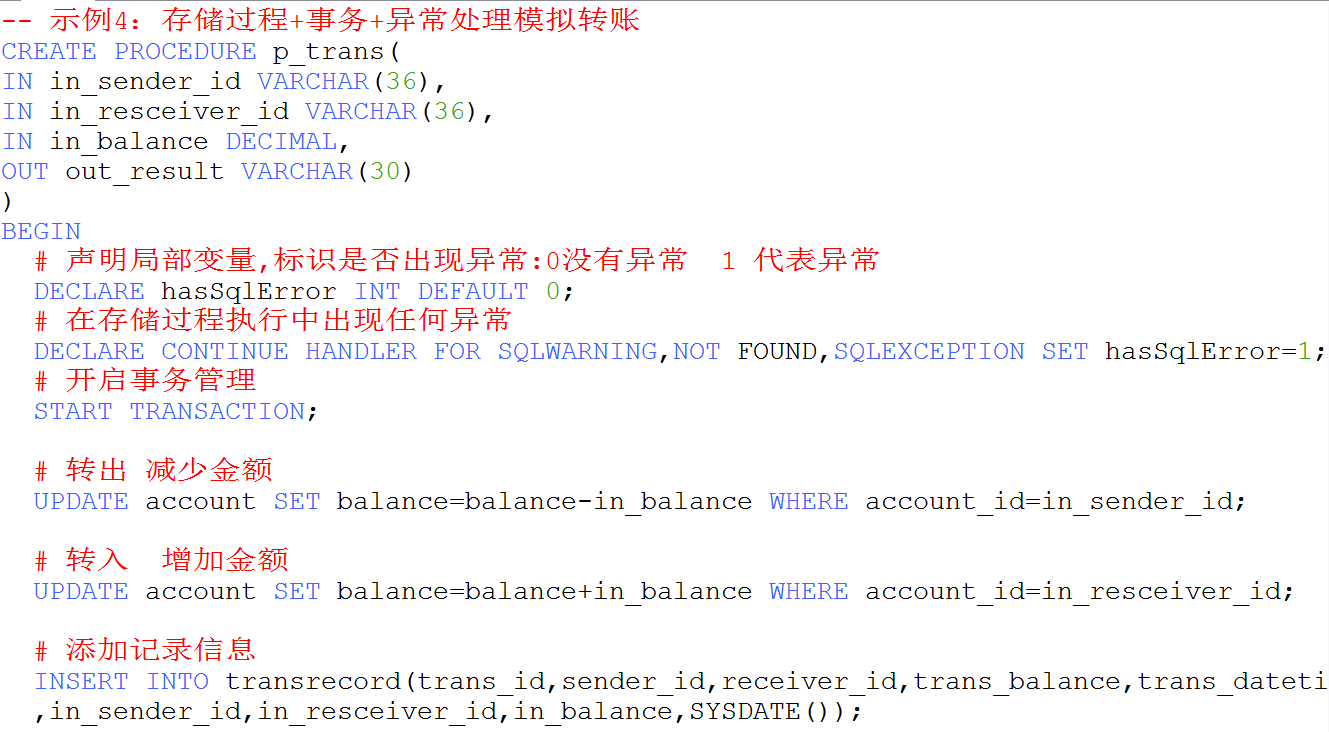 -- 示例4：存储过程+事务+异常处理模拟转账
CREATE PROCEDURE p_trans(
IN in_sender_id VARCHAR(36),
IN in_resceiver_id VARCHAR(36),
IN in_balance DECIMAL,
OUT out_result VARCHAR(30)
)
BEGIN
# 声明局部变量,标识是否出现异常:0没有异常 1 代表异常
DECLARE hasSqlError INT DEFAULT 0;
# 在存储过程执行中出现任何异常
DECLARE CONTINUE HANDLER FOR SQLWARNING,NOT FOUND,SQLEXCEPTION SET hasSqlError=1;
# 开启事务管理
START TRANSACTION;
# 转出 减少金额
UPDATE account SET balance=balance-in_balance WHERE account_id=in_sender_id;
# 转入 增加金额
UPDATE account SET balance=balance+in_balance WHERE account_id=in_resceiver_id;
# 添加记录信息
INSERT INTO transrecord(trans_id,sender_id,receiver_id,trans_balance,trans_dateti
,in_sender_id,in_resceiver_id,in_balance,SYSDATE());